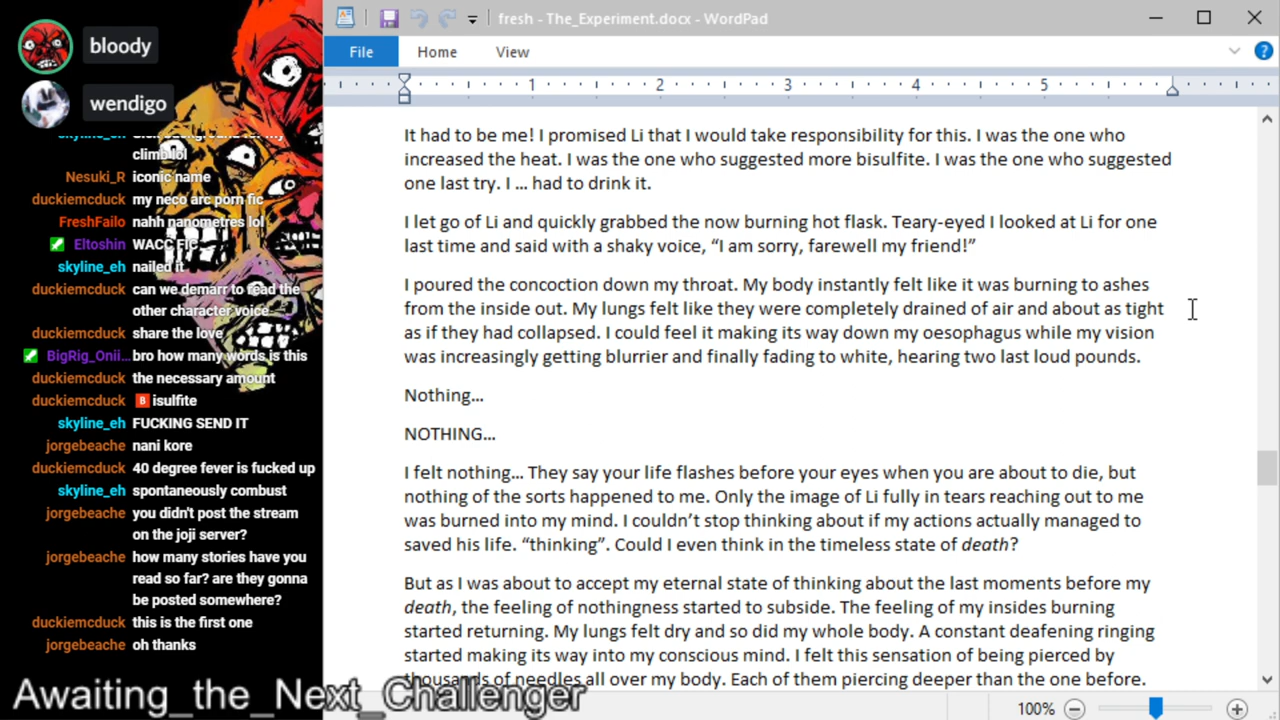 bloody
wendigo
climb lol
Nesuki_R iconic name
duckiemcduck my neco arc porn fic
FreshFailo nahh nanometres lol
Eltoshin WACC FIC
skyline_eh nailed it
duckiemcduck can we demarr to read the
other character voice
duckiemcduck share the love
BigRig_Onii... bro how many words is this
duckiemcduck the necessary amount
duckiemcduck B isulfite
skyline_eh FUCKING SEND IT
jorgebeache nani kore
duckiemcduck 40 degree fever is fucked up
skyline_eh spontaneously combust
jorgebeache you didn't post the stream
on the joji server?
jorgebeache how many stories have you
read so far? are they gonna
be posted somewhere?
duckiemcduck this is the first one
jorgebeache oh thanks
Awaiting_the_Next_Challenger
fresh - The_Experiment.docx - WordPad
File Home View
1 2 3 4 5
It had to be me! I promised Li that I would take responsibility for this. I was the one who
increased the heat. I was the one who suggested more bisulfite. I was the one who suggested
one last try. I ... had to drink it.
I let go of Li and quickly grabbed the now burning hot flask. Teary-eyed I looked at Li for one
last time and said with a shaky voice, “I am sorry, farewell my friend!”
I poured the concoction down my throat. My body instantly felt like it was burning to ashes
from the inside out. My lungs felt like they were completely drained of air and about as tight
as if they had collapsed. I could feel it making its way down my oesophagus while my vision
was increasingly getting blurrier and finally fading to white, hearing two last loud pounds.
Nothing...
NOTHING...
I felt nothing... They say your life flashes before your eyes when you are about to die, but
nothing of the sorts happened to me. Only the image of Li fully in tears reaching out to me
was burned into my mind. I couldn’t stop thinking about if my actions actually managed to
saved his life. “thinking”. Could I even think in the timeless state of death?
But as I was about to accept my eternal state of thinking about the last moments before my
death, the feeling of nothingness started to subside. The feeling of my insides burning
started returning. My lungs felt dry and so did my whole body. A constant deafening ringing
started making its way into my conscious mind. I felt this sensation of being pierced by
thousands of needles all over my body. Each of them piercing deeper than the one before.
100%